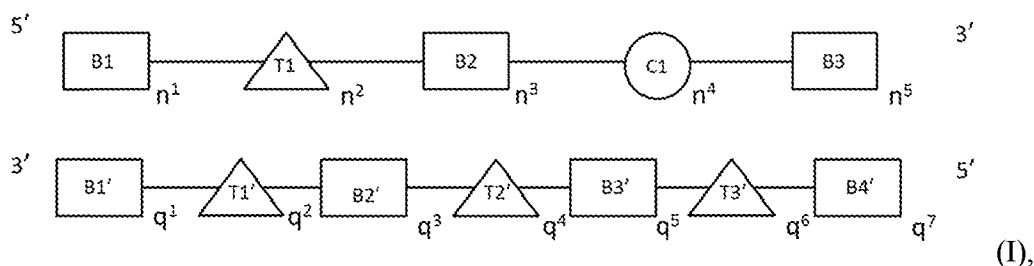 5′ B1 n¹ T1 n² B2 n³ C1 n⁴ B3 n⁵ 3′
3′ B1′ q¹ T1′ q² B2′ q³ T2′ q⁴ B3′ q⁵ T3′ q⁶ B4′ q⁷ 5′
(I),